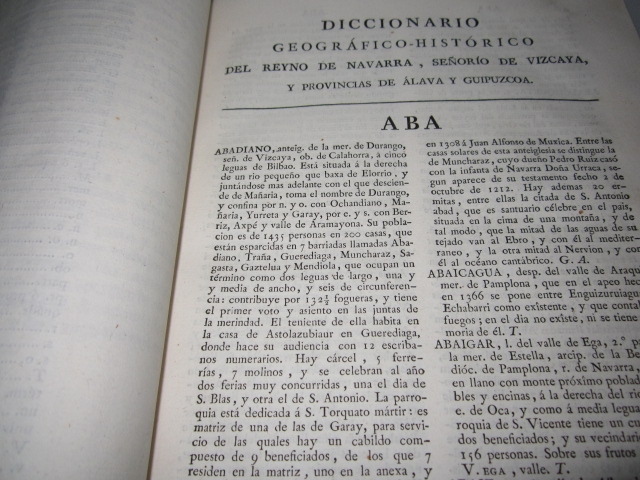 DICCIONARIO
GEOGRÁFICO-HISTÓRICO
DEL REYNO DE NAVARRA, SEÑORÍO DE VIZCAYA,
Y PROVINCIAS DE ÁLAVA Y GUIPUZCOA.
ABA
ABADIANO, anteig. de la mer. de Durango,
señ. de Vizcaya, ob. de Calahorra, a cinco
leguas de Bilbao. Está situada á la derecha
de un rio pequeño que baxa de Elorrio, y
juntándose mas adelante con el que descien-
de de Mañaria, toma el nombre de Durango,
y confina por n. y o. con Ochandiano, Ma-
ñaria, Yurreta y Garay, por e. y s. con Ber-
riz, Axpé y valle de Aramayona. Su pobla-
cion es de 1435 personas en 200 casas, que
están esparcidas en 7 barriadas llamadas Aba-
diano, Traña, Guerediaga, Muncharaz, Sa-
gasta, Gaztelua y Mendiola, que ocupan un
término como dos leguas de largo, una y
y media de ancho, y seis de circunferen-
cia: contribuye por 132½ fogueras, y tiene
el primer voto y asiento en las juntas de
la merindad. El teniente de ella habita en
la casa de Astolazubiaur en Guerediaga,
donde hace su audiencia con 12 escriba-
nos numerarios. Hay cárcel, 5 ferre-
rías, 7 molinos, y se celebran al año
dos ferias muy concurridas, una el dia de
S. Blas, y otra el de S. Antonio. La parro-
quia está dedicada á S. Torquato mártir: es
matriz de una de las de Garay, para servi-
cio de las quales hay un cabildo com-
puesto de 9 beneficiados, de los que 7
residen en la matriz, uno en la anexa, y
en 1308 á Juan Alfonso de Muxica. Entre las
casas solares de esta anteiglesia se distingue la
de Muncharaz, cuyo dueño Pedro Ruiz casó
con la infanta de Navarra Doña Urraca, se-
gun aparece de su testamento fecho 2 de
octubre de 1212. Hay ademas 20 er-
mitas, entre ellas la citada de S. Antonio
abad, que es santuario célebre en el pais,
situada en la cima de una montaña, y de
tal modo, que la mitad de las aguas de su
tejado van al Ebro, y con él al mediter-
raneo, y la otra mitad al Nervion, y con
él al océano cantábrico. G. A.
ABAICAGUA, desp. del valle de Araqu
mer. de Pamplona, que en el apeo hec
en 1366 se pone entre Enguizuruiago
Echabarri como existente, y que contab
fuegos; en el dia no existe, ni se tiene
moria de él. T.
ABAIGAR, l. del valle de Ega, 2.º p
la mer. de Estella, arcip. de la Be
dióc. de Pamplona, r. de Navarra,
en llano con monte próximo poblad
bles y encinas, á la derecha del rio
e. de Oca, y como á media legua
roquia de S. Vicente tiene un cu
dos beneficiados; y su vecindari
156 personas. Sobre sus frutos
V. EGA, valle. T.